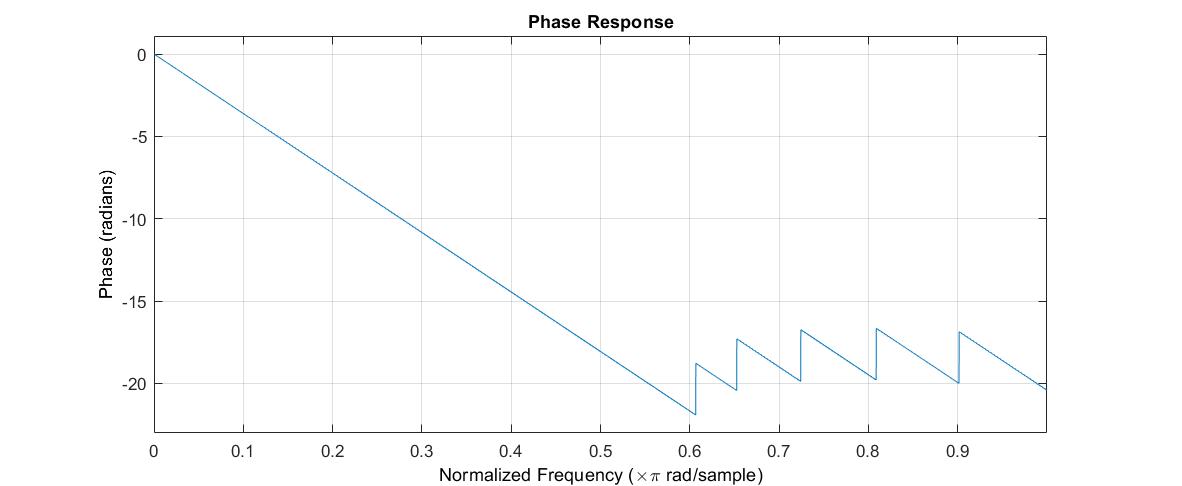 Phase Response
0
-5
-10
-15
-20
Phase (radians)
0 0.1 0.2 0.3 0.4 0.5 0.6 0.7 0.8 0.9
Normalized Frequency (×π rad/sample)